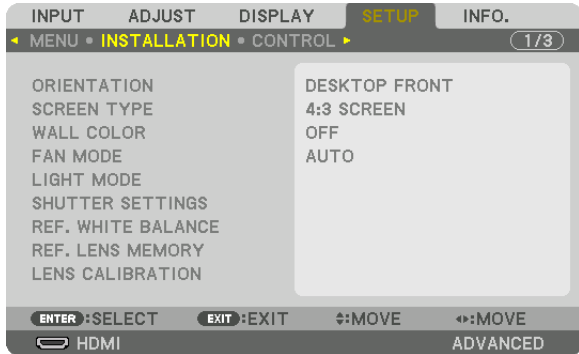 INPUT ADJUST DISPLAY SETUP INFO.
MENU • INSTALLATION • CONTROL 1/3
ORIENTATION DESKTOP FRONT
SCREEN TYPE 4:3 SCREEN
WALL COLOR OFF
FAN MODE AUTO
LIGHT MODE
SHUTTER SETTINGS
REF. WHITE BALANCE
REF. LENS MEMORY
LENS CALIBRATION
ENTER :SELECT EXIT :EXIT :MOVE :MOVE
HDMI ADVANCED